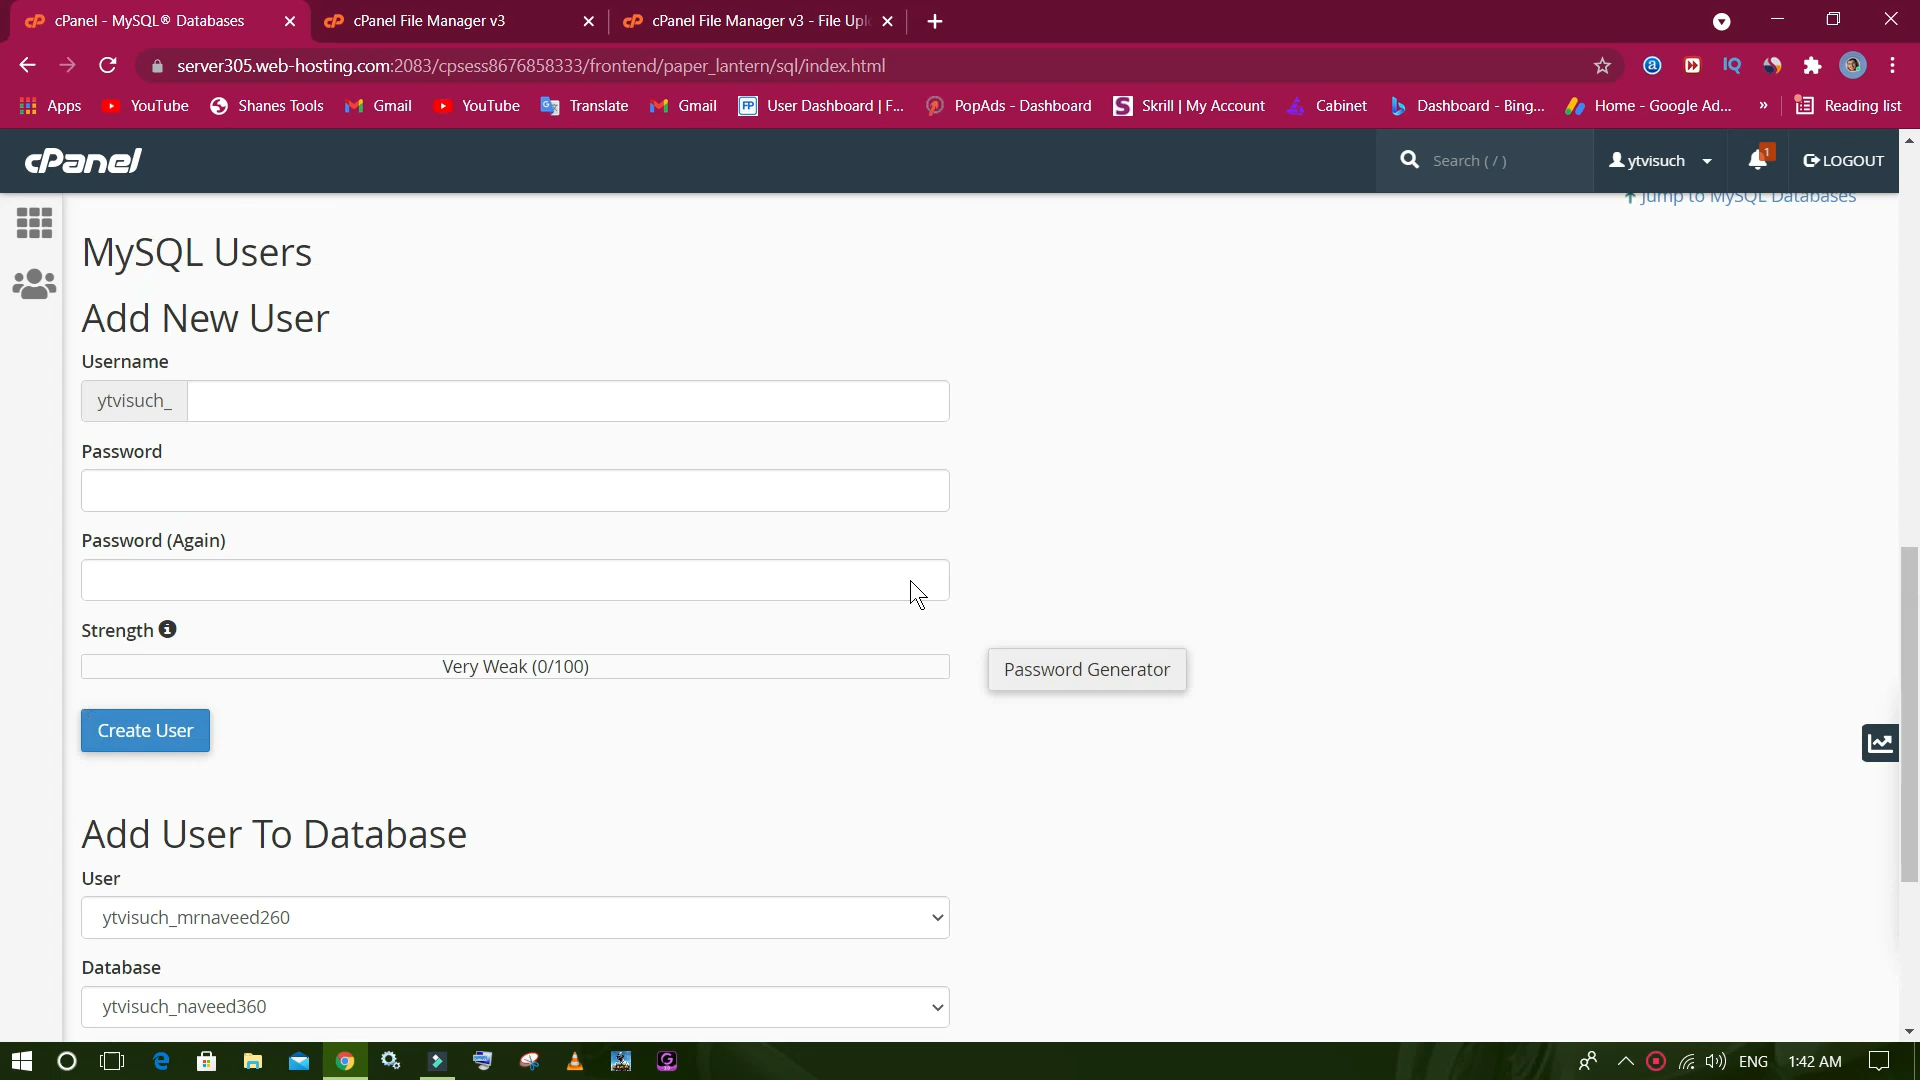 cPanel - MySQL® Databases
cPanel File Manager v3
cPanel File Manager v3 - File Upl
server305.web-hosting.com:2083/cpsess8676858333/frontend/paper_lantern/sql/index.html
Apps
YouTube
Shanes Tools
Gmail
YouTube
Translate
Gmail
User Dashboard | F...
PopAds - Dashboard
Skrill | My Account
Cabinet
Dashboard - Bing...
Home - Google Ad...
»
Reading list
cPanel
Search ( / )
ytvisuch
1
LOGOUT
Jump to MySQL Databases
MySQL Users
Add New User
Username
ytvisuch_
Password
Password (Again)
Strength
Very Weak (0/100)
Password Generator
Create User
Add User To Database
User
ytvisuch_mrnaveed260
Database
ytvisuch_naveed360
ENG
1:42 AM